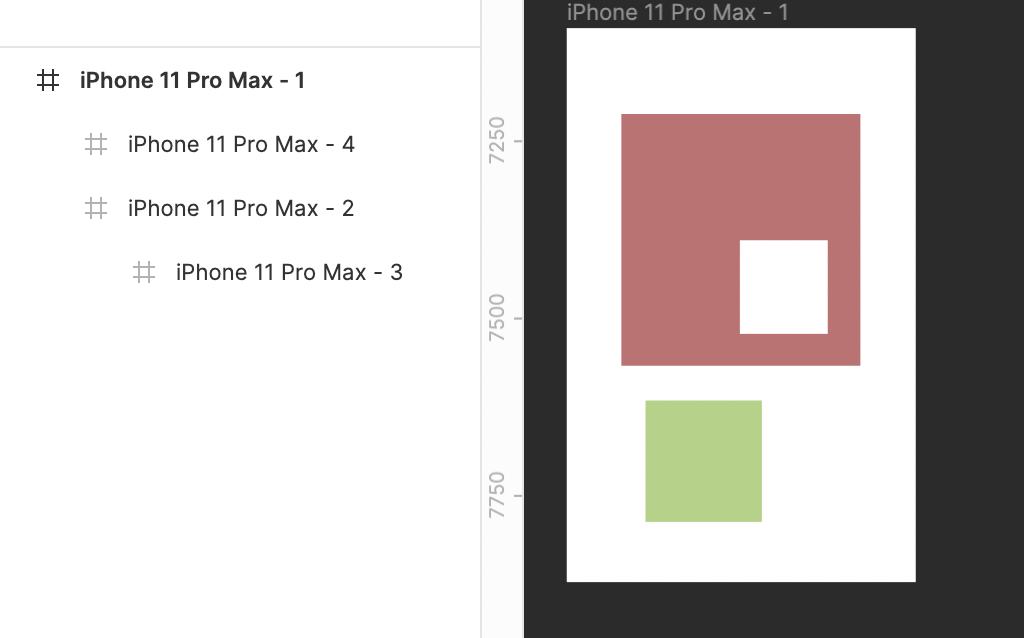 iPhone 11 Pro Max - 1
iPhone 11 Pro Max - 4
iPhone 11 Pro Max - 2
iPhone 11 Pro Max - 3
7250
7500
7750
iPhone 11 Pro Max - 1